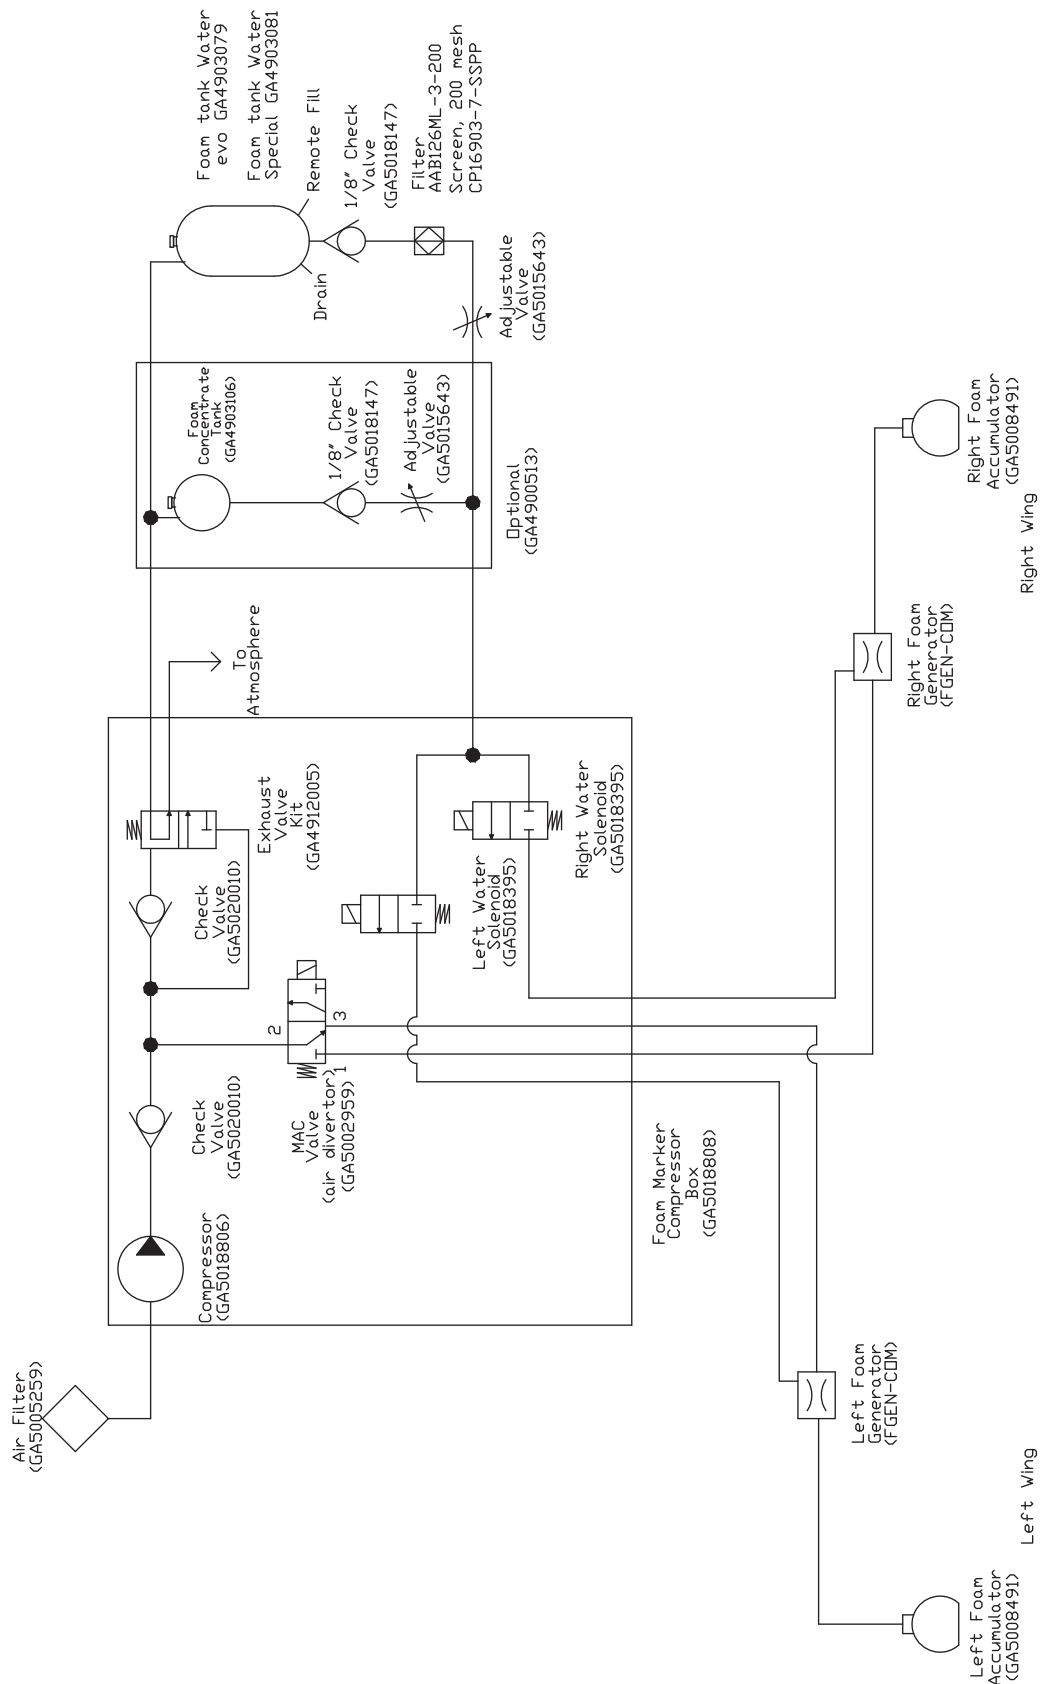 Air Filter
(GA5005259)
Compressor
(GA5018806)
Check
Valve
(GA5020010)
Check
Valve
(GA5020010)
Exhaust
Valve
Kit
(GA4912005)
To
Atmosphere
MAC
Valve
(air divertor)
(GA5002959)
1
2
3
Left Water
Solenoid
(GA5018395)
Right Water
Solenoid
(GA5018395)
Foam Marker
Compressor
Box
(GA5018808)
Foam
Concentrate
Tank
(GA4903106)
1/8" Check
Valve
(GA5018147)
Adjustable
Valve
(GA5015643)
Optional
(GA4900513)
Foam tank Water
evo GA4903079
Foam tank Water
Special GA4903081
Remote Fill
Drain
1/8" Check
Valve
(GA5018147)
Filter
AAB126ML-3-200
Screen, 200 mesh
CP16903-7-SSPP
Adjustable
Valve
(GA5015643)
Left Foam
Generator
(FGEN-COM)
Right Foam
Generator
(FGEN-COM)
Left Foam
Accumulator
(GA5008491)
Left Wing
Right Foam
Accumulator
(GA5008491)
Right Wing